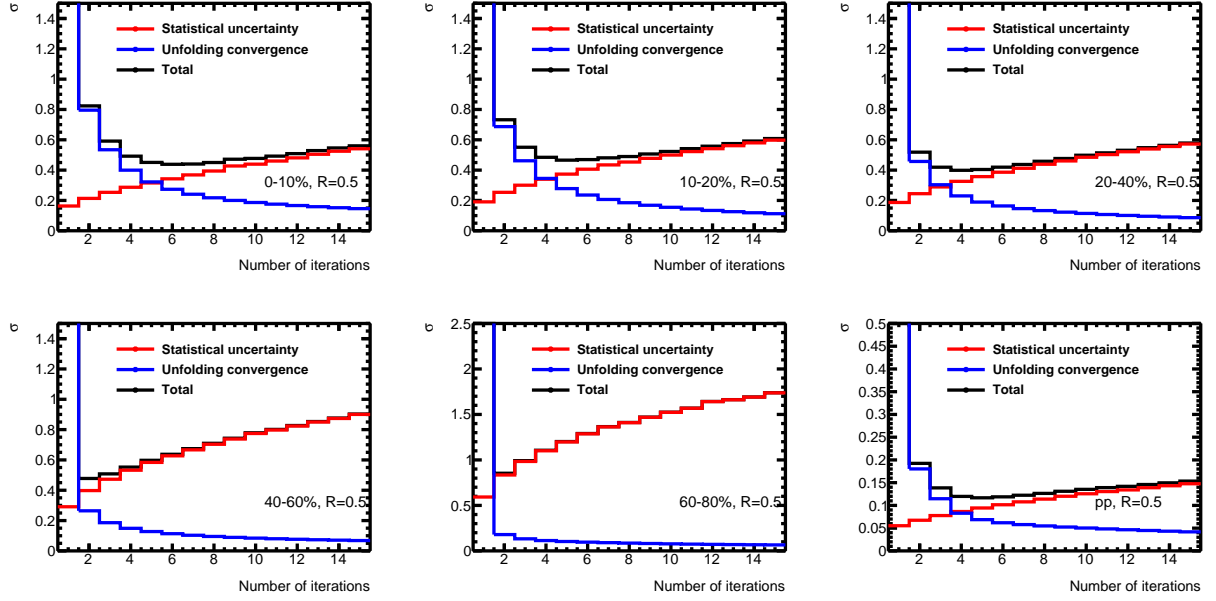 σ
1.4
1.2
1
0.8
0.6
0.4
0.2
0
Statistical uncertainty
Unfolding convergence
Total
0-10%, R=0.5
2 4 6 8 10 12 14
Number of iterations
σ
1.4
1.2
1
0.8
0.6
0.4
0.2
0
Statistical uncertainty
Unfolding convergence
Total
10-20%, R=0.5
2 4 6 8 10 12 14
Number of iterations
σ
1.4
1.2
1
0.8
0.6
0.4
0.2
0
Statistical uncertainty
Unfolding convergence
Total
20-40%, R=0.5
2 4 6 8 10 12 14
Number of iterations
σ
1.4
1.2
1
0.8
0.6
0.4
0.2
0
Statistical uncertainty
Unfolding convergence
Total
40-60%, R=0.5
2 4 6 8 10 12 14
Number of iterations
σ
2.5
2
1.5
1
0.5
0
Statistical uncertainty
Unfolding convergence
Total
60-80%, R=0.5
2 4 6 8 10 12 14
Number of iterations
σ
0.5
0.45
0.4
0.35
0.3
0.25
0.2
0.15
0.1
0.05
0
Statistical uncertainty
Unfolding convergence
Total
pp, R=0.5
2 4 6 8 10 12 14
Number of iterations